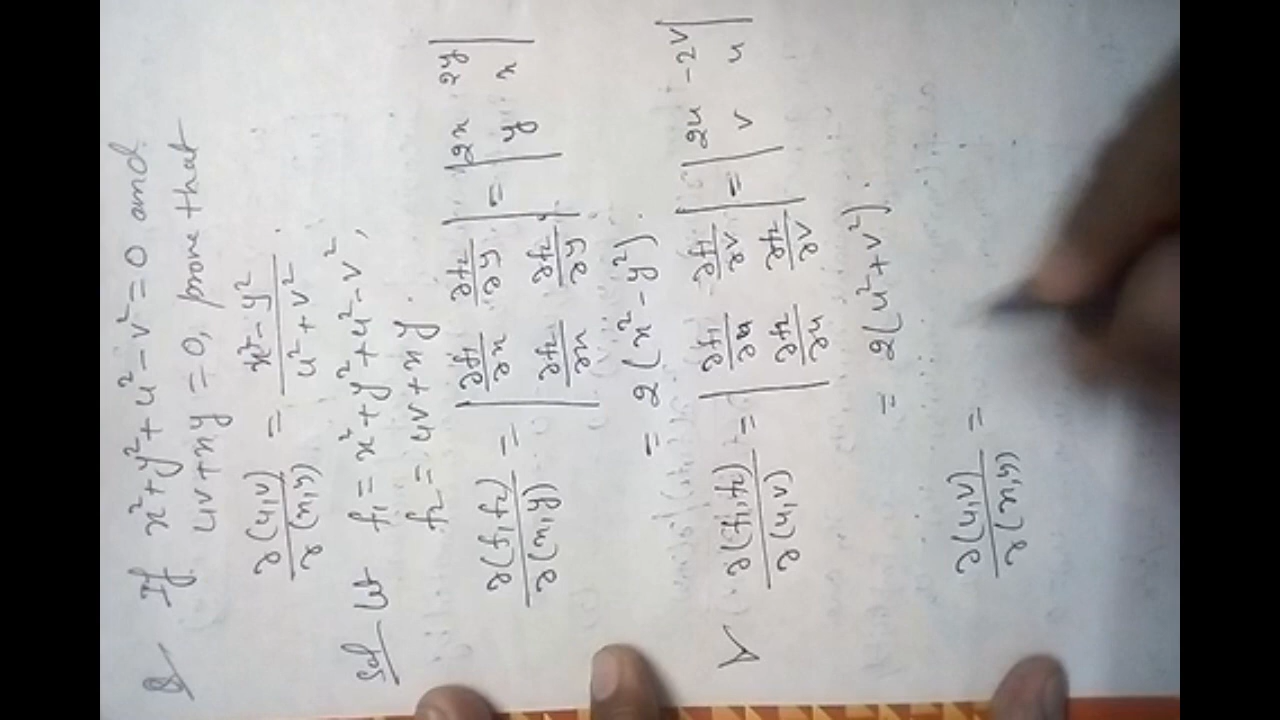 Q If x²+y²+u²-v²=0 and
uv+xy=0, prove that
∂(u,v)/∂(x,y) = x²-y²/u²+v².
Sol Let f₁ = x²+y²+u²-v²,
f₂ = uv+xy.
∂(f₁,f₂)/∂(x,y) = |∂f₁/∂x ∂f₂/∂y; ∂f₂/∂x ∂f₂/∂y| = |2x 2y; y x|
= 2(x²-y²).
∂(f₁,f₂)/∂(u,v) = |∂f₁/∂u ∂f₁/∂v; ∂f₂/∂u ∂f₂/∂v| = |2u -2v; v u|
= 2(u²+v²).
∂(u,v)/∂(x,y) =